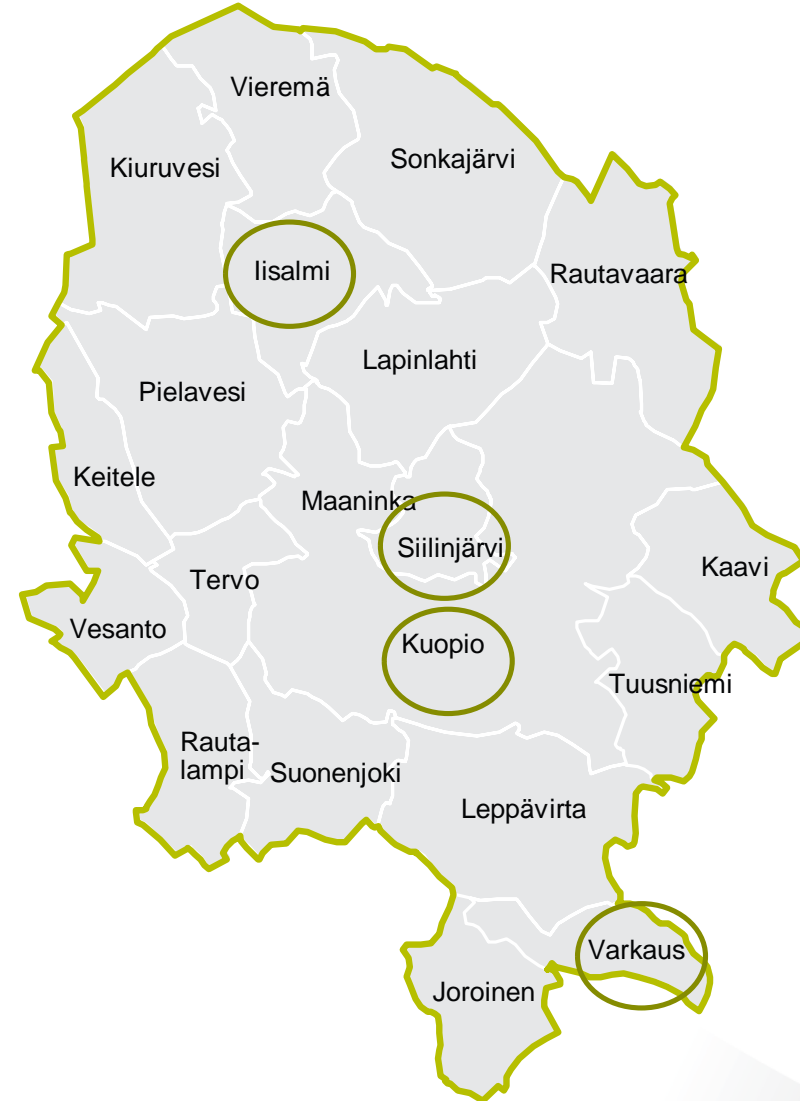 Vieremä
Sonkajärvi
Kiuruvesi
Iisalmi
Rautavaara
Lapinlahti
Pielavesi
Keitele
Maaninka
Siilinjärvi
Kaavi
Tervo
Vesanto
Kuopio
Tuusniemi
Rauta-
lampi
Suonenjoki
Leppävirta
Varkaus
Joroinen